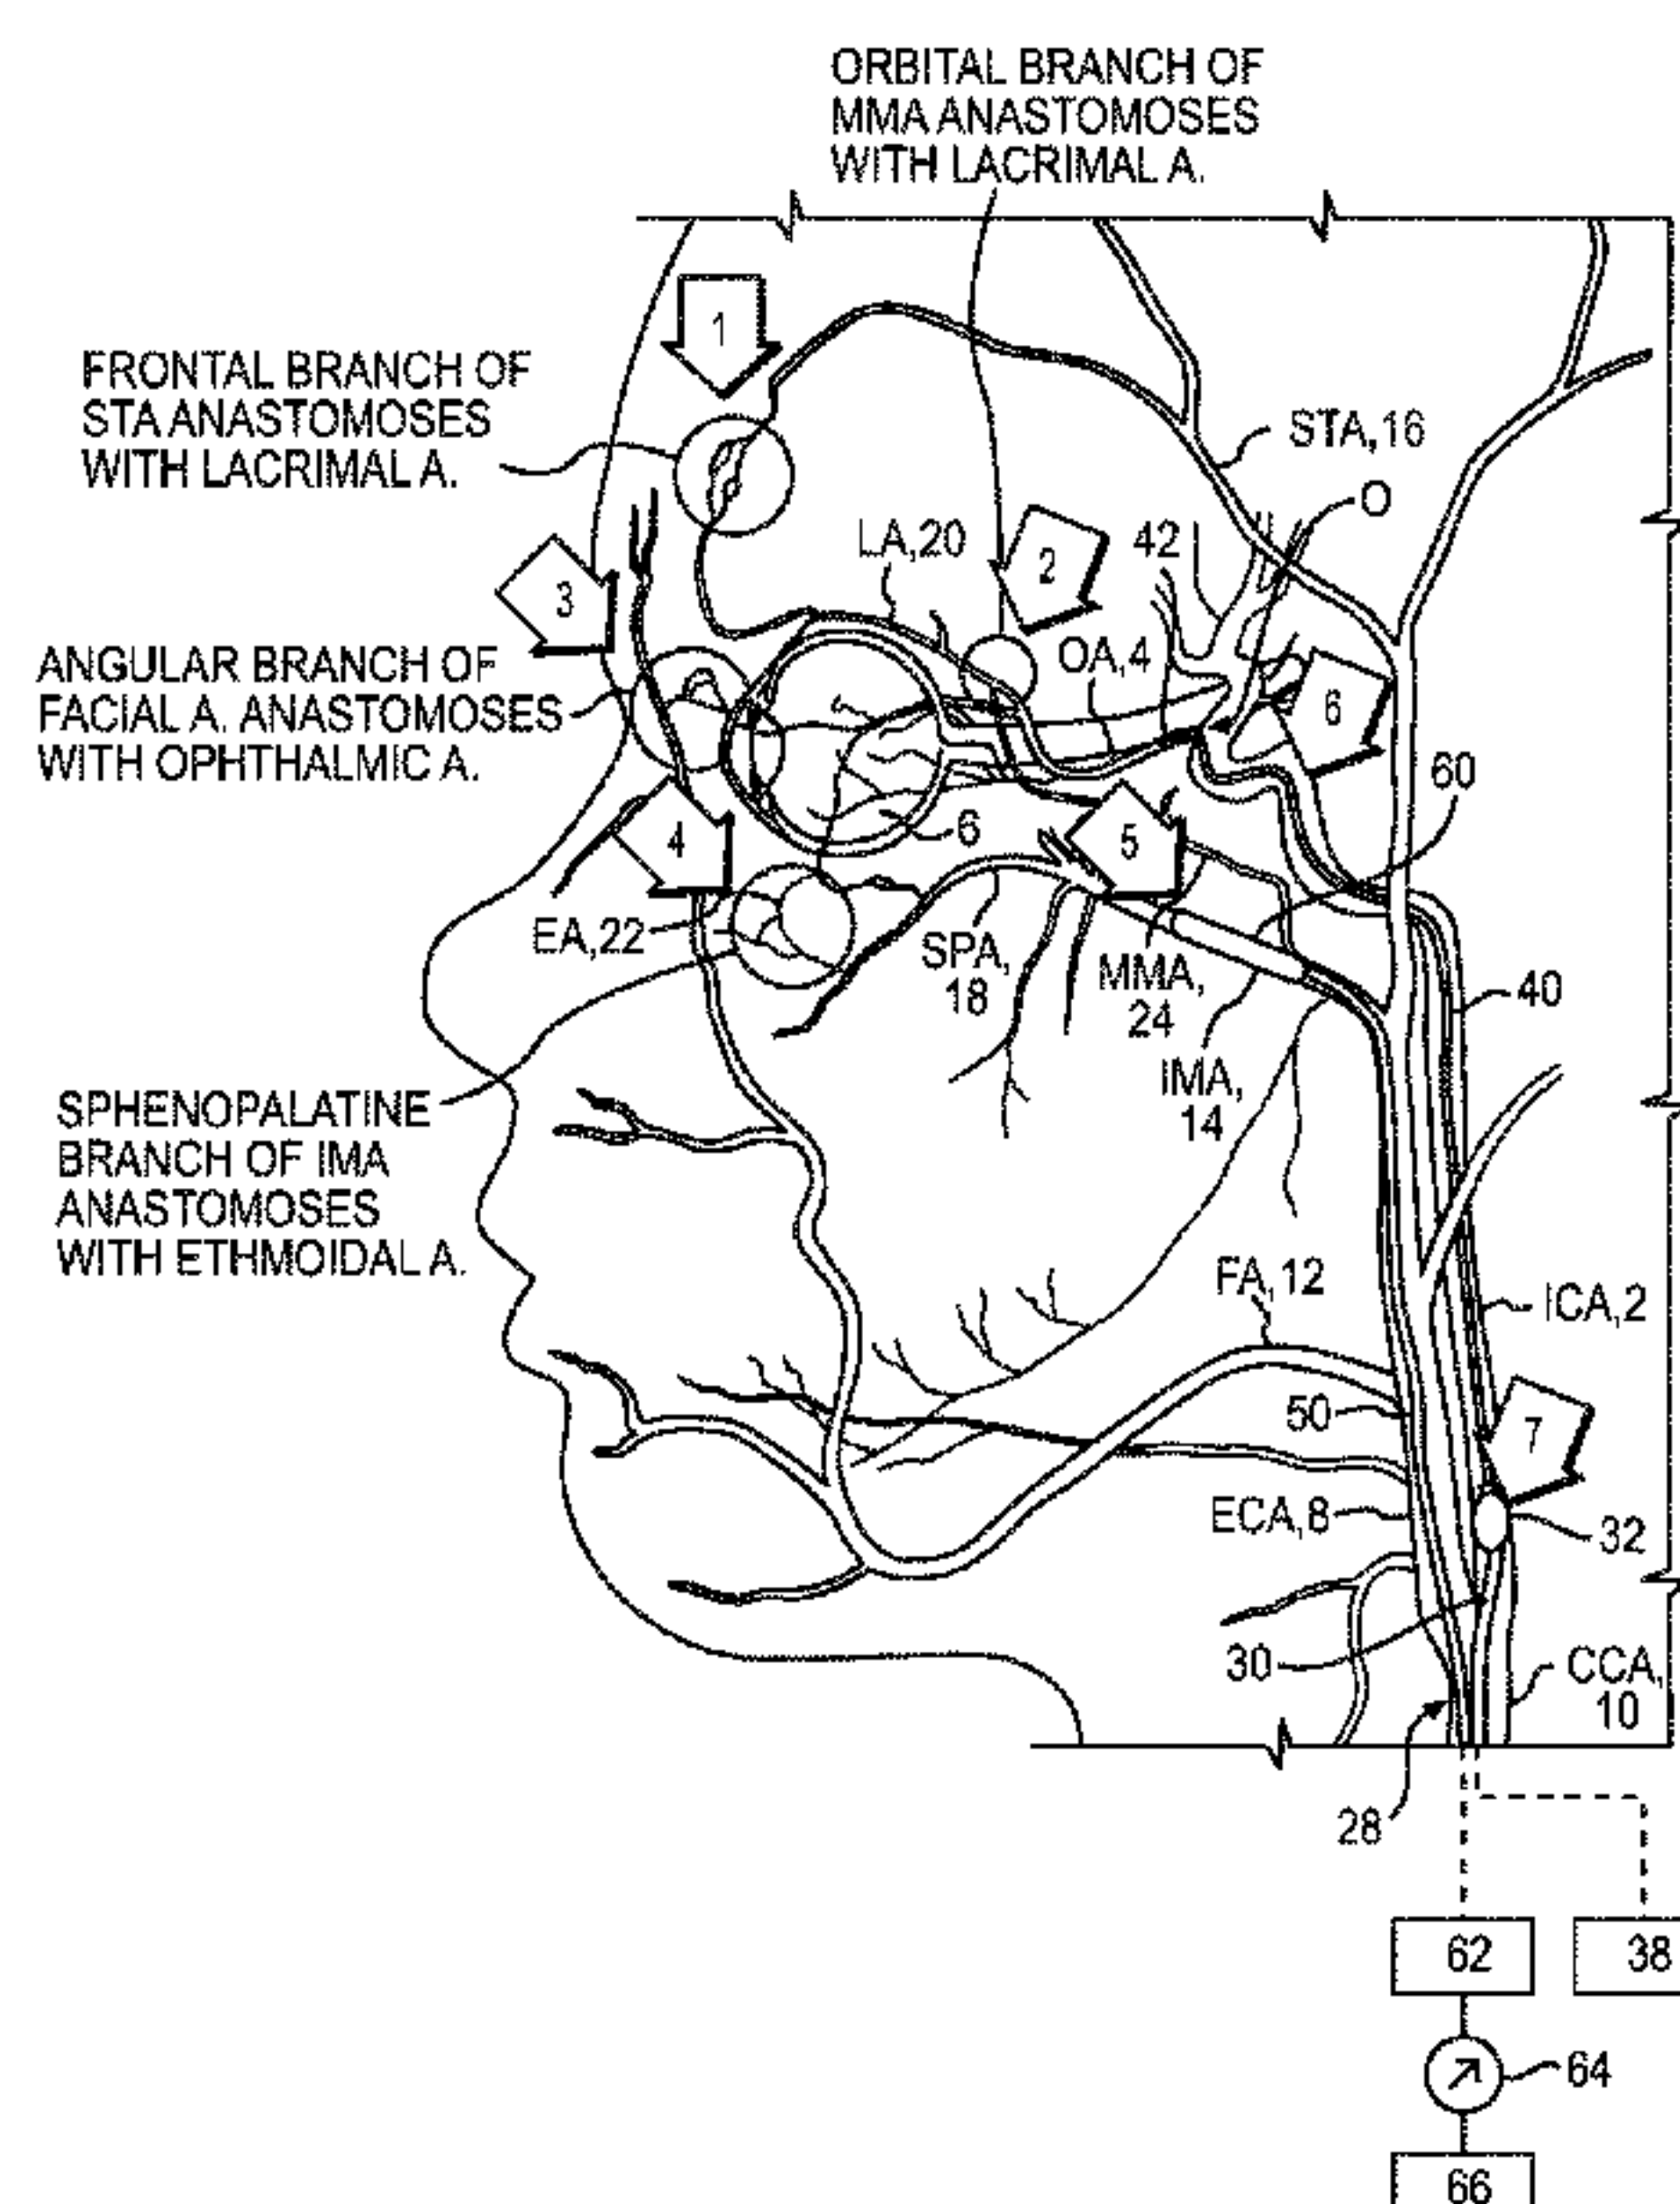 ORBITAL BRANCH OF
MMA ANASTOMOSES
WITH LACRIMAL A.
1
FRONTAL BRANCH OF
STA ANASTOMOSES
WITH LACRIMAL A.
STA,16
O
LA,20
2
42
3
ANGULAR BRANCH OF
FACIAL A. ANASTOMOSES
WITH OPHTHALMIC A.
OA,4
6
60
6
4
5
EA,22
SPA,
18
MMA,
24
40
IMA,
14
SPHENOPALATINE
BRANCH OF IMA
ANASTOMOSES
WITH ETHMOIDAL A.
FA,12
ICA,2
50
7
ECA,8
32
30
CCA,
10
28
62
38
64
66